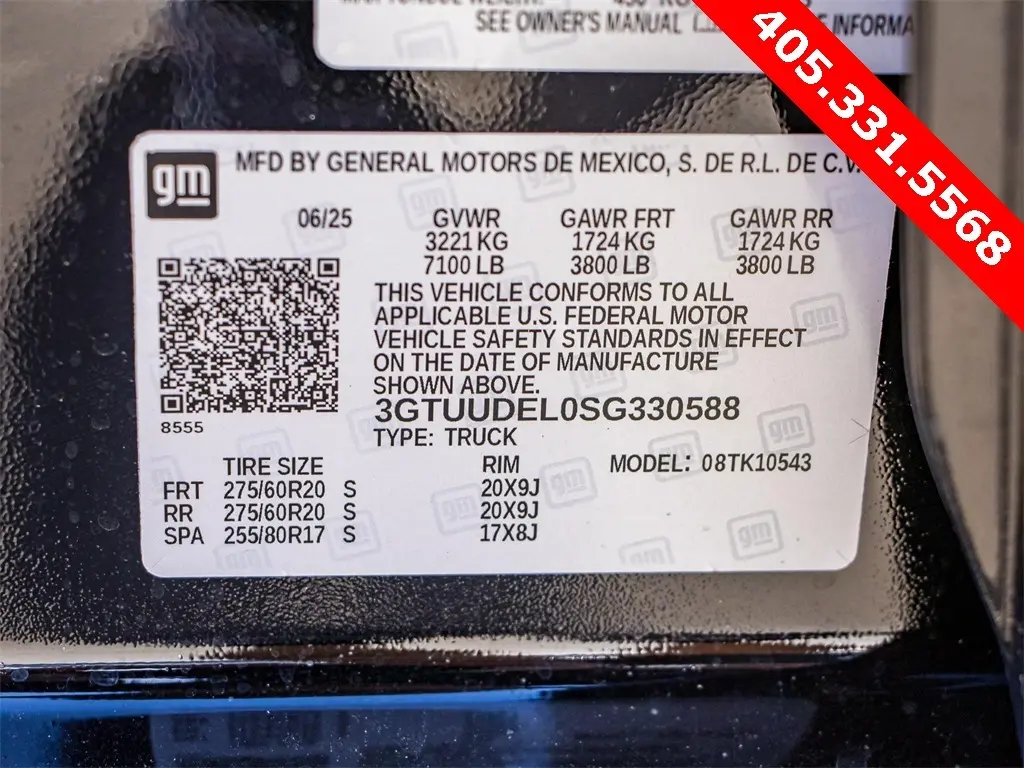 SEE OWNER'S MANUAL
405.331.5568
gm
MFD BY GENERAL MOTORS DE MEXICO, S. DE R.L. DE C.V.
06/25 GVWR GAWR FRT GAWR RR
3221 KG 1724 KG 1724 KG
7100 LB 3800 LB 3800 LB
THIS VEHICLE CONFORMS TO ALL
APPLICABLE U.S. FEDERAL MOTOR
VEHICLE SAFETY STANDARDS IN EFFECT
ON THE DATE OF MANUFACTURE
SHOWN ABOVE.
3GTUUDEL0SG330588
8555
TYPE: TRUCK
TIRE SIZE RIM MODEL: 08TK10543
FRT 275/60R20 S 20X9J
RR 275/60R20 S 20X9J
SPA 255/80R17 S 17X8J